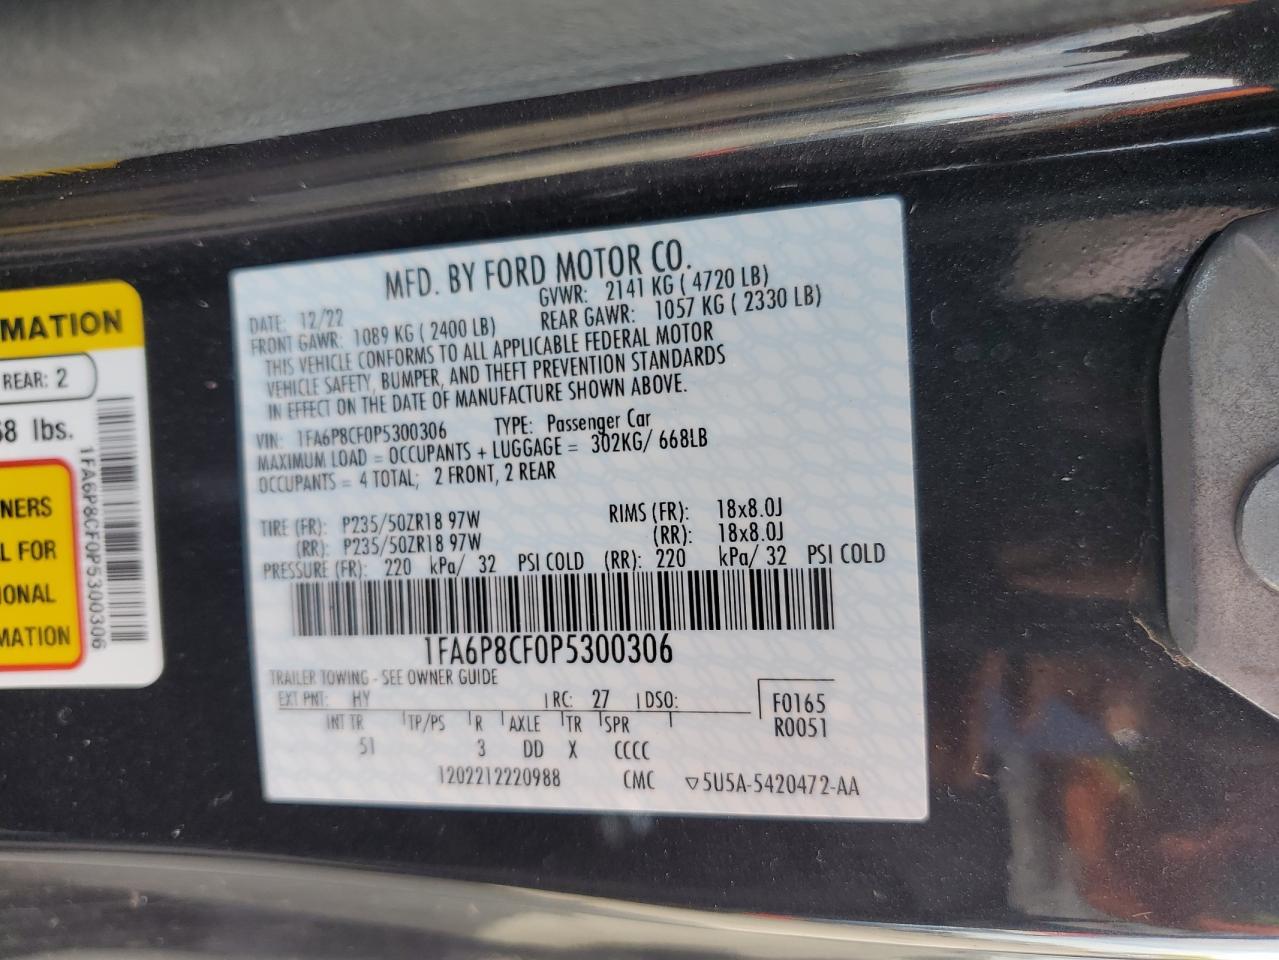 MFD. BY FORD MOTOR CO.
DATE: 12/22 GVWR: 2141 KG ( 4720 LB)
FRONT GAWR: 1089 KG ( 2400 LB) REAR GAWR: 1057 KG ( 2330 LB)
THIS VEHICLE CONFORMS TO ALL APPLICABLE FEDERAL MOTOR
VEHICLE SAFETY, BUMPER, AND THEFT PREVENTION STANDARDS
IN EFFECT ON THE DATE OF MANUFACTURE SHOWN ABOVE.
VIN: 1FA6P8CF0P5300306 TYPE: Passenger Car
MAXIMUM LOAD = OCCUPANTS + LUGGAGE = 302KG/ 668LB
OCCUPANTS = 4 TOTAL; 2 FRONT, 2 REAR
TIRE (FR): P235/50ZR18 97W RIMS (FR): 18x8.0J
(RR): P235/50ZR18 97W (RR): 18x8.0J
PRESSURE (FR): 220 kPa/ 32 PSI COLD (RR): 220 kPa/ 32 PSI COLD
1FA6P8CF0P5300306
TRAILER TOWING - SEE OWNER GUIDE
EXT PNT: HY RC: 27 DSO: F0165
R0051
INT TR TP/PS R AXLE TR SPR
51 3 DD X CCCC
1202212220988 CMC ▽5U5A-5420472-AA
MATION
REAR: 2
68 lbs.
1FA6P8CF0P5300306
NERS
L FOR
IONAL
MATION